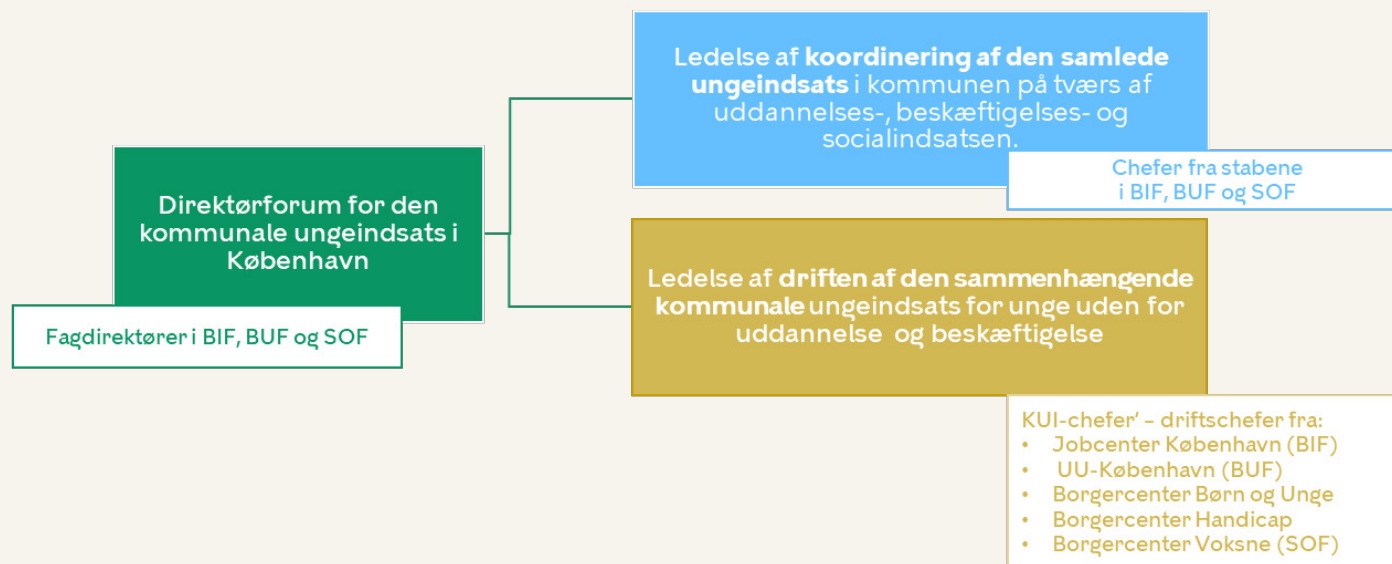 Direktørforum for den
kommunale ungeindsats i
København
Fagdirektører i BIF, BUF og SOF
Ledelse af koordinering af den samlede
ungeindsats i kommunen på tværs af
uddannelses-, beskæftigelses- og
socialindsatsen.
Chefer fra stabene
i BIF, BUF og SOF
Ledelse af driften af den sammenhængende
kommunale ungeindsats for unge uden for
uddannelse og beskæftigelse
KUI-chefer’ – driftschefer fra:
• Jobcenter København (BIF)
• UU-København (BUF)
• Borgercenter Børn og Unge
• Borgercenter Handicap
• Borgercenter Voksne (SOF)